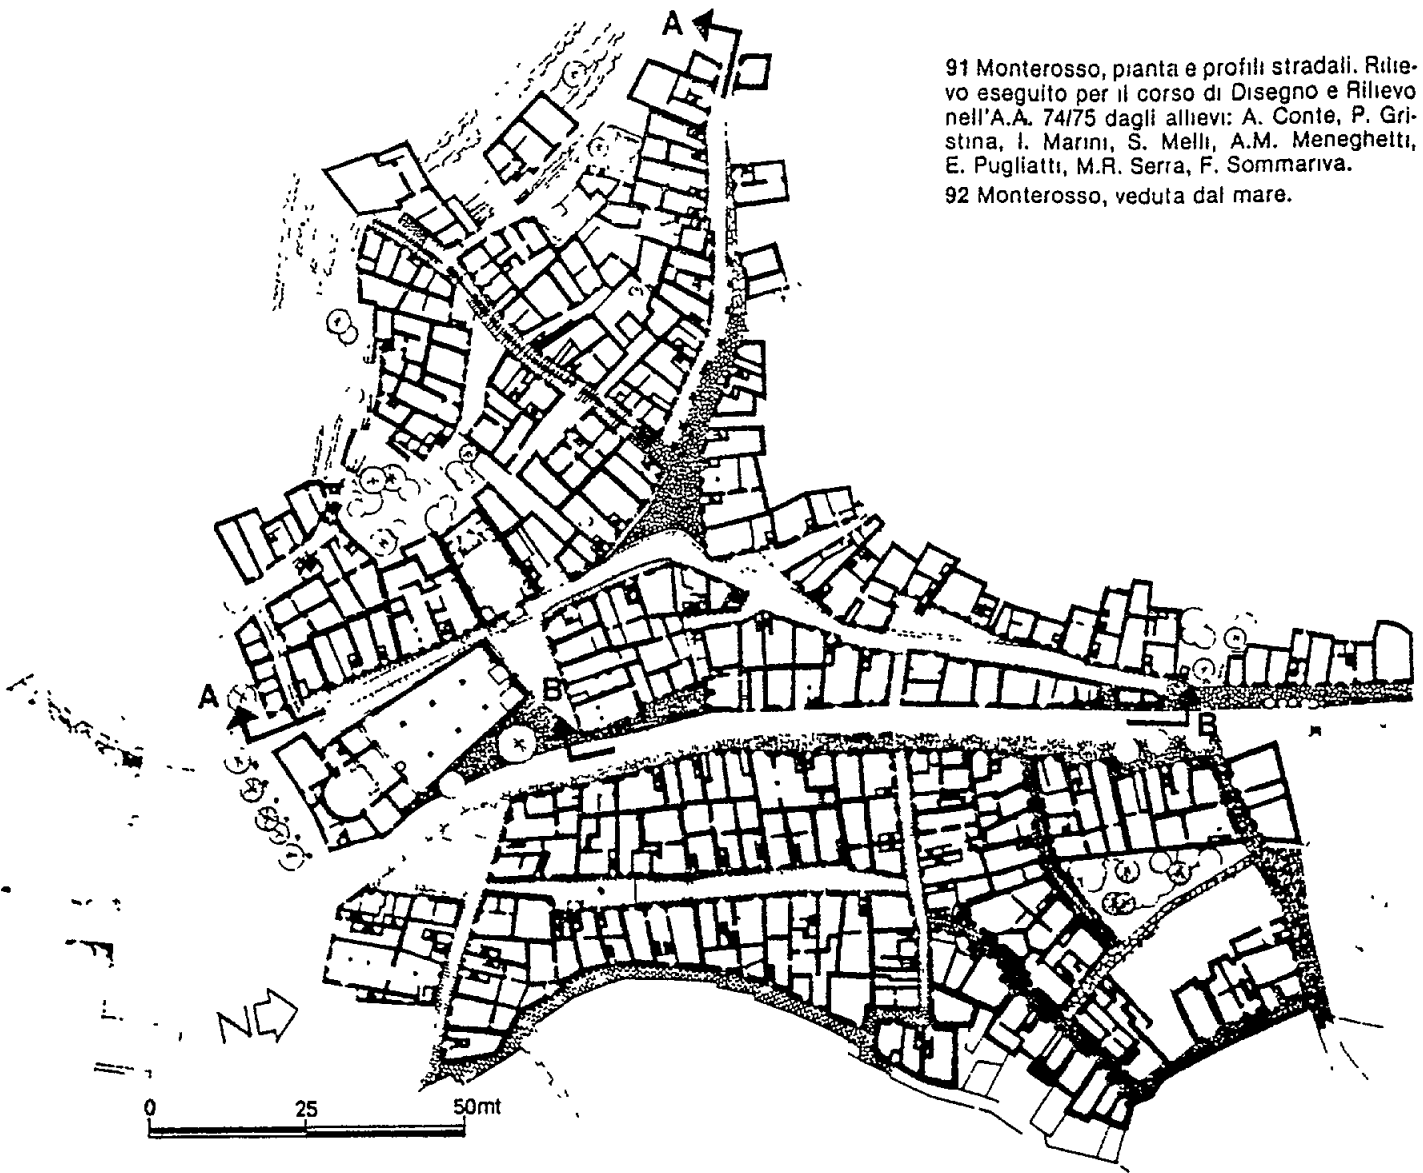 A
91 Monterosso, pianta e profili stradali. Rilie-
vo eseguito per il corso di Disegno e Rilievo
nell'A.A. 74/75 dagli allievi: A. Conte, P. Gri-
stina, I. Marini, S. Melli, A.M. Meneghetti,
E. Pugliatti, M.R. Serra, F. Sommariva.
92 Monterosso, veduta dal mare.
A
B
B
N
0 25 50mt